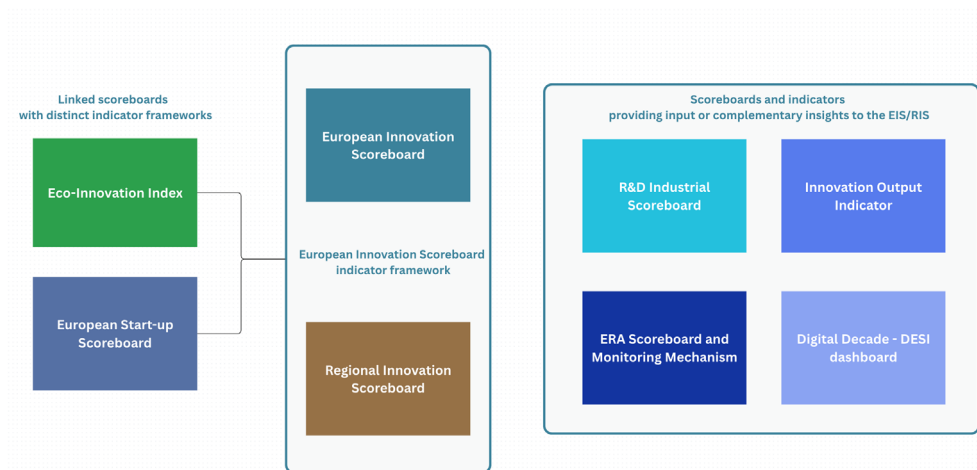 Linked scoreboards
with distinct indicator frameworks
Eco-Innovation Index
European Start-up
Scoreboard
European Innovation
Scoreboard
European Innovation Scoreboard
indicator framework
Regional Innovation
Scoreboard
Scoreboards and indicators
providing input or complementary insights to the EIS/RIS
R&D Industrial
Scoreboard
Innovation Output
Indicator
ERA Scoreboard and
Monitoring Mechanism
Digital Decade - DESI
dashboard